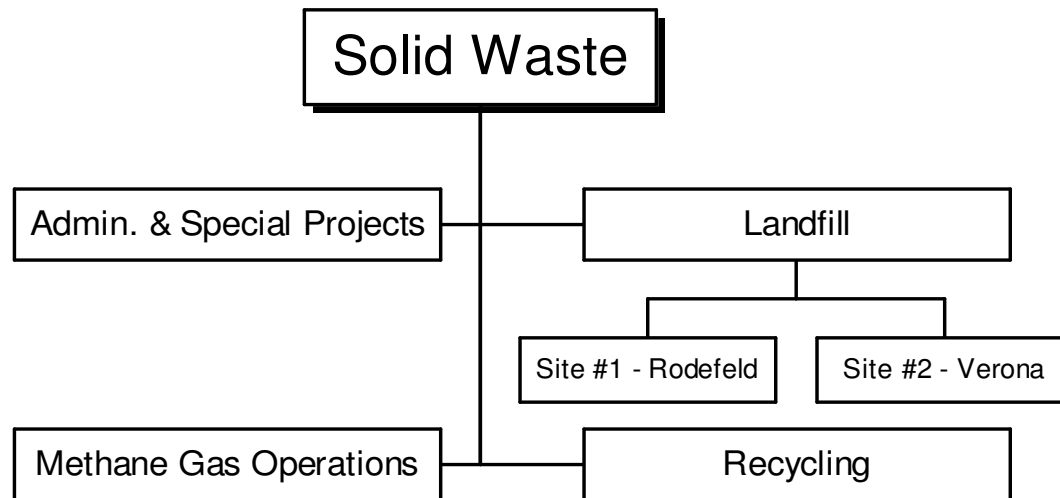 Solid Waste
Admin. & Special Projects
Landfill
Site #1 - Rodefeld
Site #2 - Verona
Methane Gas Operations
Recycling